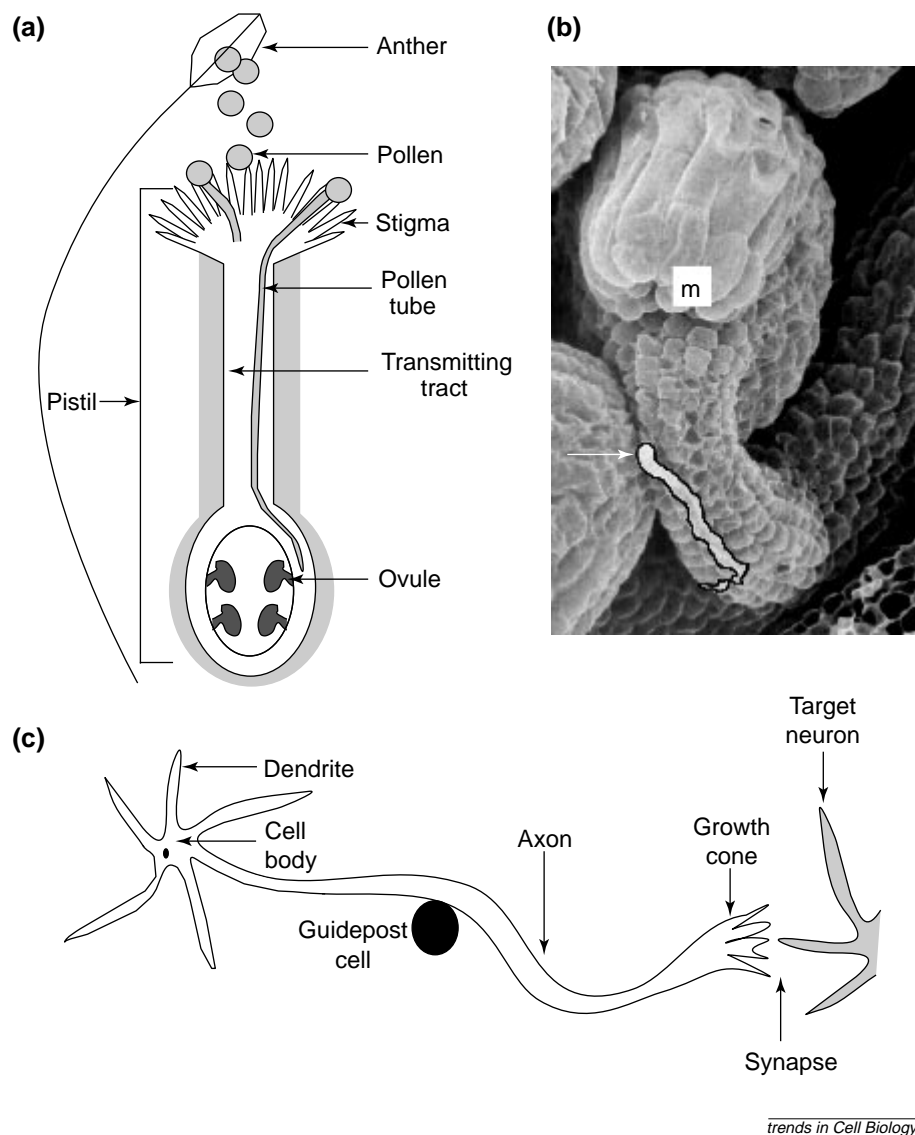 (a)
Anther
Pollen
Stigma
Pollen
tube
Transmitting
tract
Pistil
Ovule
(b)
m
(c)
Dendrite
Cell
body
Guidepost
cell
Axon
Growth
cone
Target
neuron
Synapse
trends in Cell Biology